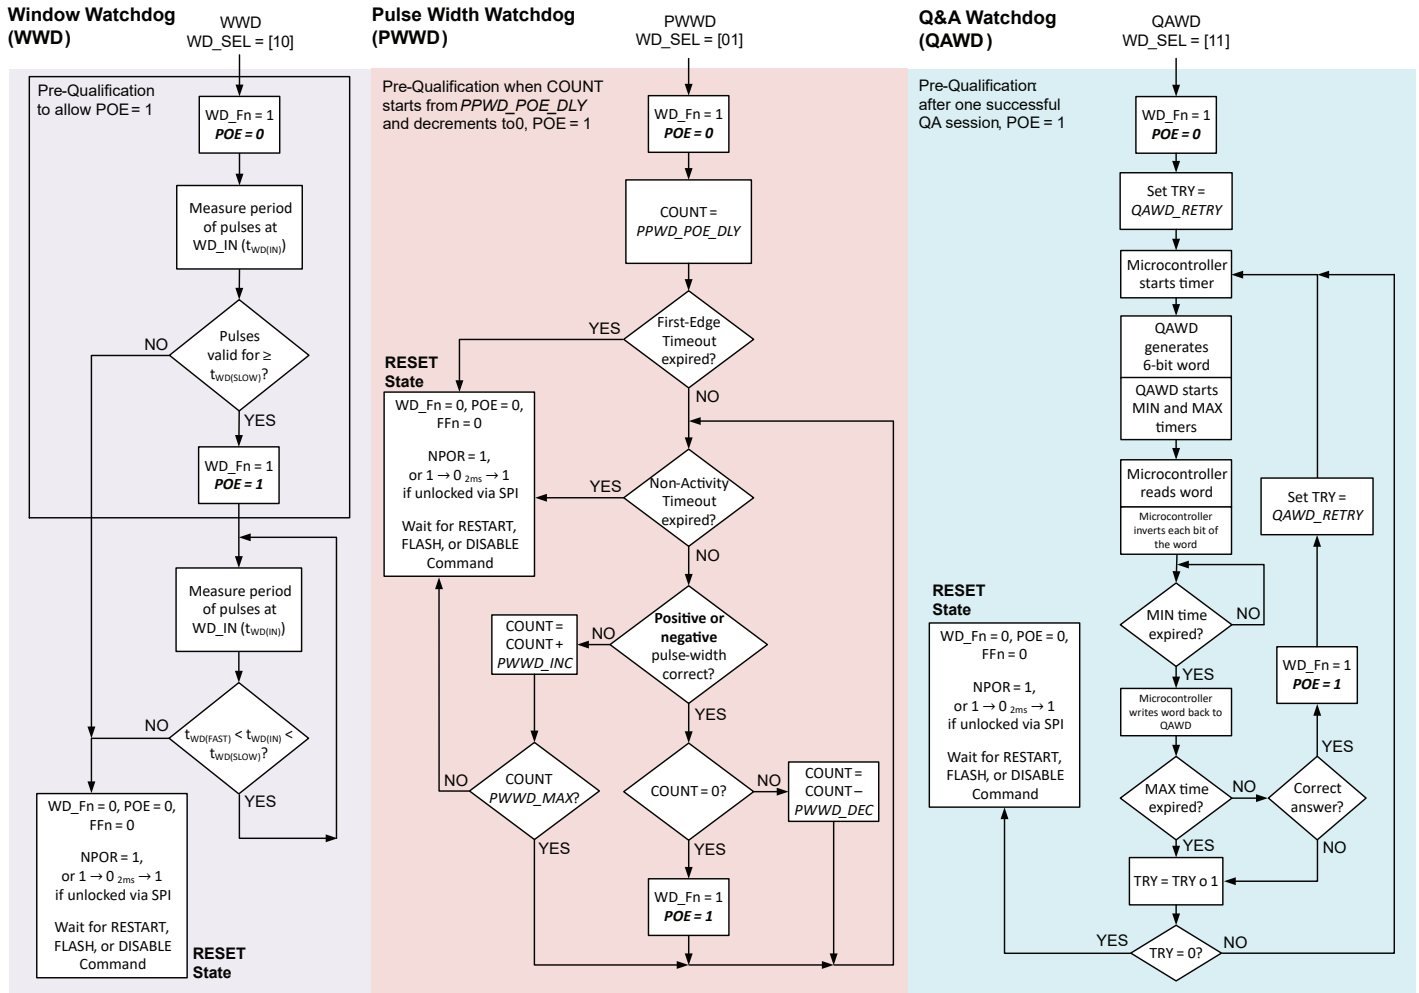 Window Watchdog
(WWD)
WWD
WD_SEL = [10]
Pre-Qualification
to allow POE = 1
WD_Fn = 1
POE = 0
Measure period
of pulses at
WD_IN (tWD(IN))
Pulses
valid for ≥
tWD(SLOW)?
NO
YES
WD_Fn = 1
POE = 1
Measure period
of pulses at
WD_IN (tWD(IN))
tWD(FAST) < tWD(IN) <
tWD(SLOW)?
NO
YES
WD_Fn = 0, POE = 0,
FFn = 0
NPOR = 1,
or 1 → 0 2ms → 1
if unlocked via SPI
Wait for RESTART,
FLASH, or DISABLE
Command
RESET
State
Pulse Width Watchdog
(PWWD)
PWWD
WD_SEL = [01]
Pre-Qualification when COUNT
starts from PPWD_POE_DLY
and decrements to0, POE = 1
WD_Fn = 1
POE = 0
COUNT =
PPWD_POE_DLY
First-Edge
Timeout
expired?
YES
NO
RESET
State
WD_Fn = 0, POE = 0,
FFn = 0
NPOR = 1,
or 1 → 0 2ms → 1
if unlocked via SPI
Wait for RESTART,
FLASH, or DISABLE
Command
Non-Activity
Timeout
expired?
YES
NO
Positive or
negative
pulse-width
correct?
NO
YES
COUNT =
COUNT +
PWWD_INC
COUNT
PWWD_MAX?
NO
YES
COUNT = 0?
NO
YES
COUNT =
COUNT –
PWWD_DEC
WD_Fn = 1
POE = 1
Q&A Watchdog
(QAWD)
QAWD
WD_SEL = [11]
Pre-Qualification:
after one successful
QA session, POE = 1
WD_Fn = 1
POE = 0
Set TRY =
QAWD_RETRY
Microcontroller
starts timer
QAWD
generates
6-bit word
QAWD starts
MIN and MAX
timers
Microcontroller
reads word
Microcontroller
inverts each bit of
the word
MIN time
expired?
NO
YES
Microcontroller
writes word back to
QAWD
MAX time
expired?
NO
YES
Correct
answer?
YES
NO
WD_Fn = 1
POE = 1
Set TRY =
QAWD_RETRY
TRY = TRY o 1
TRY = 0?
YES
NO
RESET
State
WD_Fn = 0, POE = 0,
FFn = 0
NPOR = 1,
or 1 → 0 2ms → 1
if unlocked via SPI
Wait for RESTART,
FLASH, or DISABLE
Command